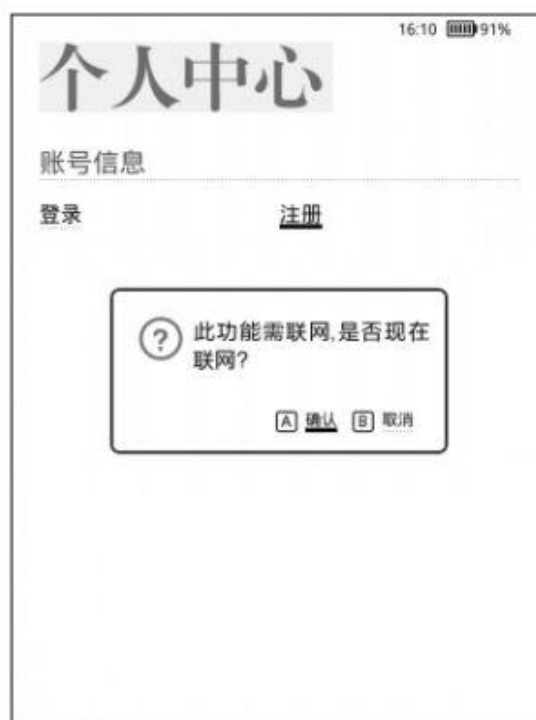 16:10 91%
个人中心
账号信息
登录 注册
此功能需联网,是否现在
联网?
A 确认 B 取消